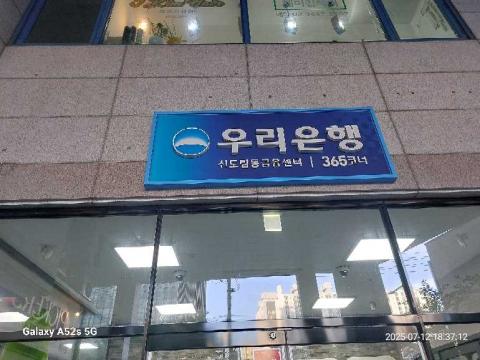 우리은행
신도림동금융센터 | 365코너
Galaxy A52s 5G
2025-07-12 18:37:12